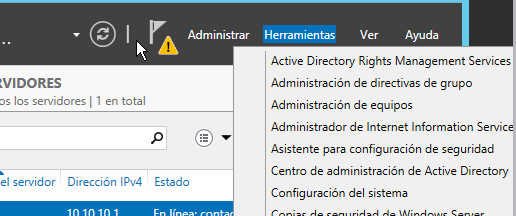 Administrar Herramientas Ver Ayuda
Active Directory Rights Management Services
RVIDORES
Administración de directivas de grupo
os los servidores | 1 en total
Administración de equipos
Administrador de Internet Information Service
Asistente para configuración de seguridad
Centro de administración de Active Directory
el servidor Dirección IPv4 Estado
Configuración del sistema
10.10.10.1 En línea: contac
Copias de seguridad de Windows Server